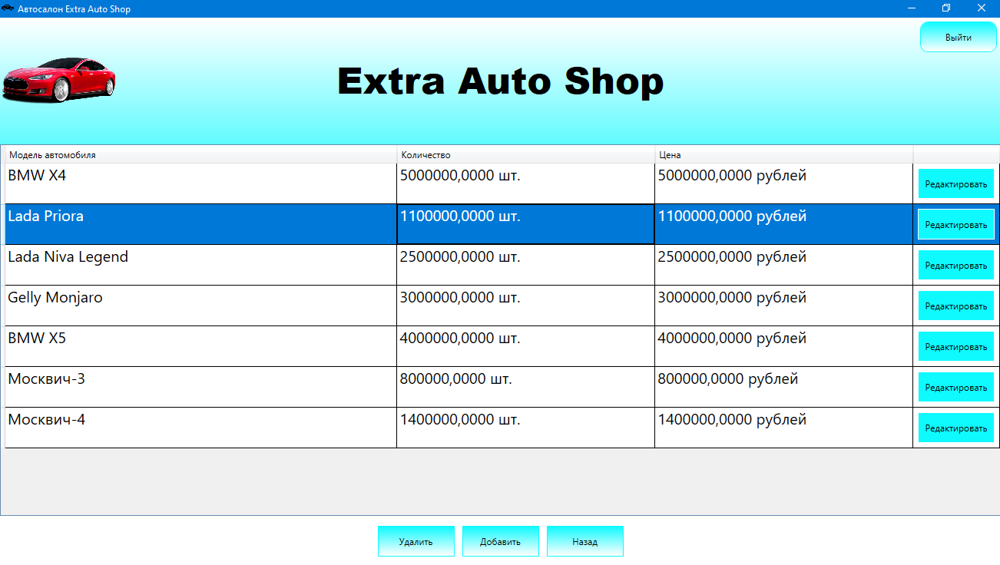 Автосалон Extra Auto Shop
Выйти
Extra Auto Shop
Модель автомобиля Количество Цена
BMW X4 5000000,0000 шт. 5000000,0000 рублей Редактировать
Lada Priora 1100000,0000 шт. 1100000,0000 рублей Редактировать
Lada Niva Legend 2500000,0000 шт. 2500000,0000 рублей Редактировать
Gelly Monjaro 3000000,0000 шт. 3000000,0000 рублей Редактировать
BMW X5 4000000,0000 шт. 4000000,0000 рублей Редактировать
Москвич-3 800000,0000 шт. 800000,0000 рублей Редактировать
Москвич-4 1400000,0000 шт. 1400000,0000 рублей Редактировать
Удалить Добавить Назад